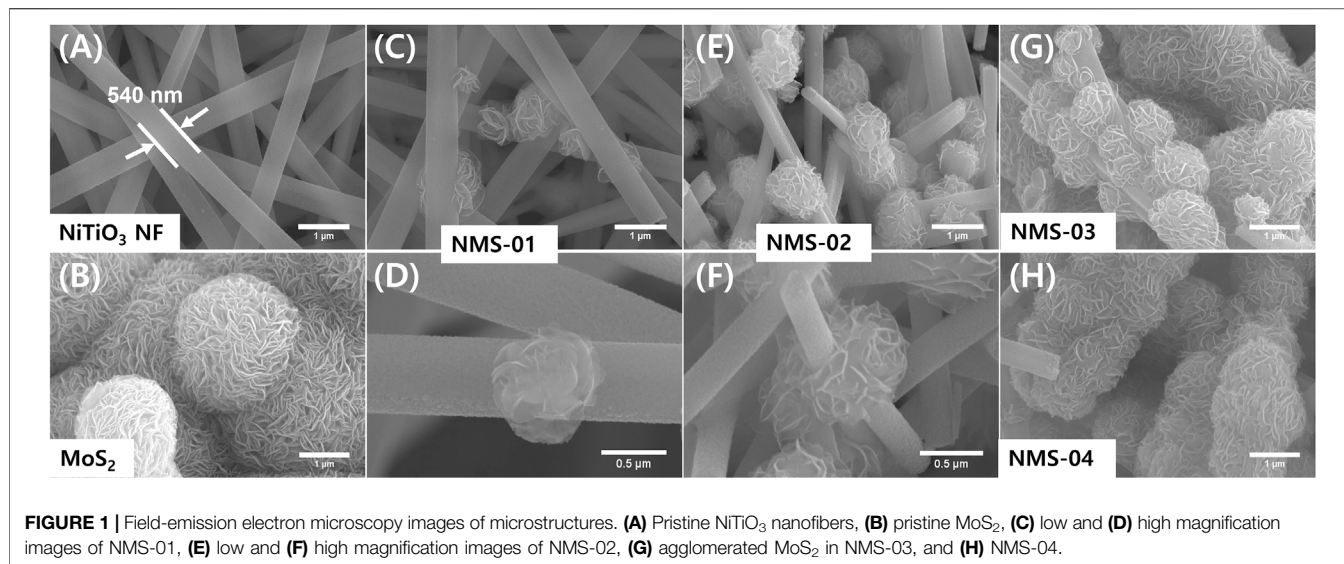 (A) (C) (E) (G)
540 nm
1 µm 1 µm 1 µm 1 µm
NiTiO₃ NF NMS-01 NMS-02 NMS-03
(B) (D) (F) (H)
MoS₂ 1 µm 0.5 µm 0.5 µm NMS-04 1 µm
FIGURE 1 | Field-emission electron microscopy images of microstructures. (A) Pristine NiTiO₃ nanofibers, (B) pristine MoS₂, (C) low and (D) high magnification
images of NMS-01, (E) low and (F) high magnification images of NMS-02, (G) agglomerated MoS₂ in NMS-03, and (H) NMS-04.